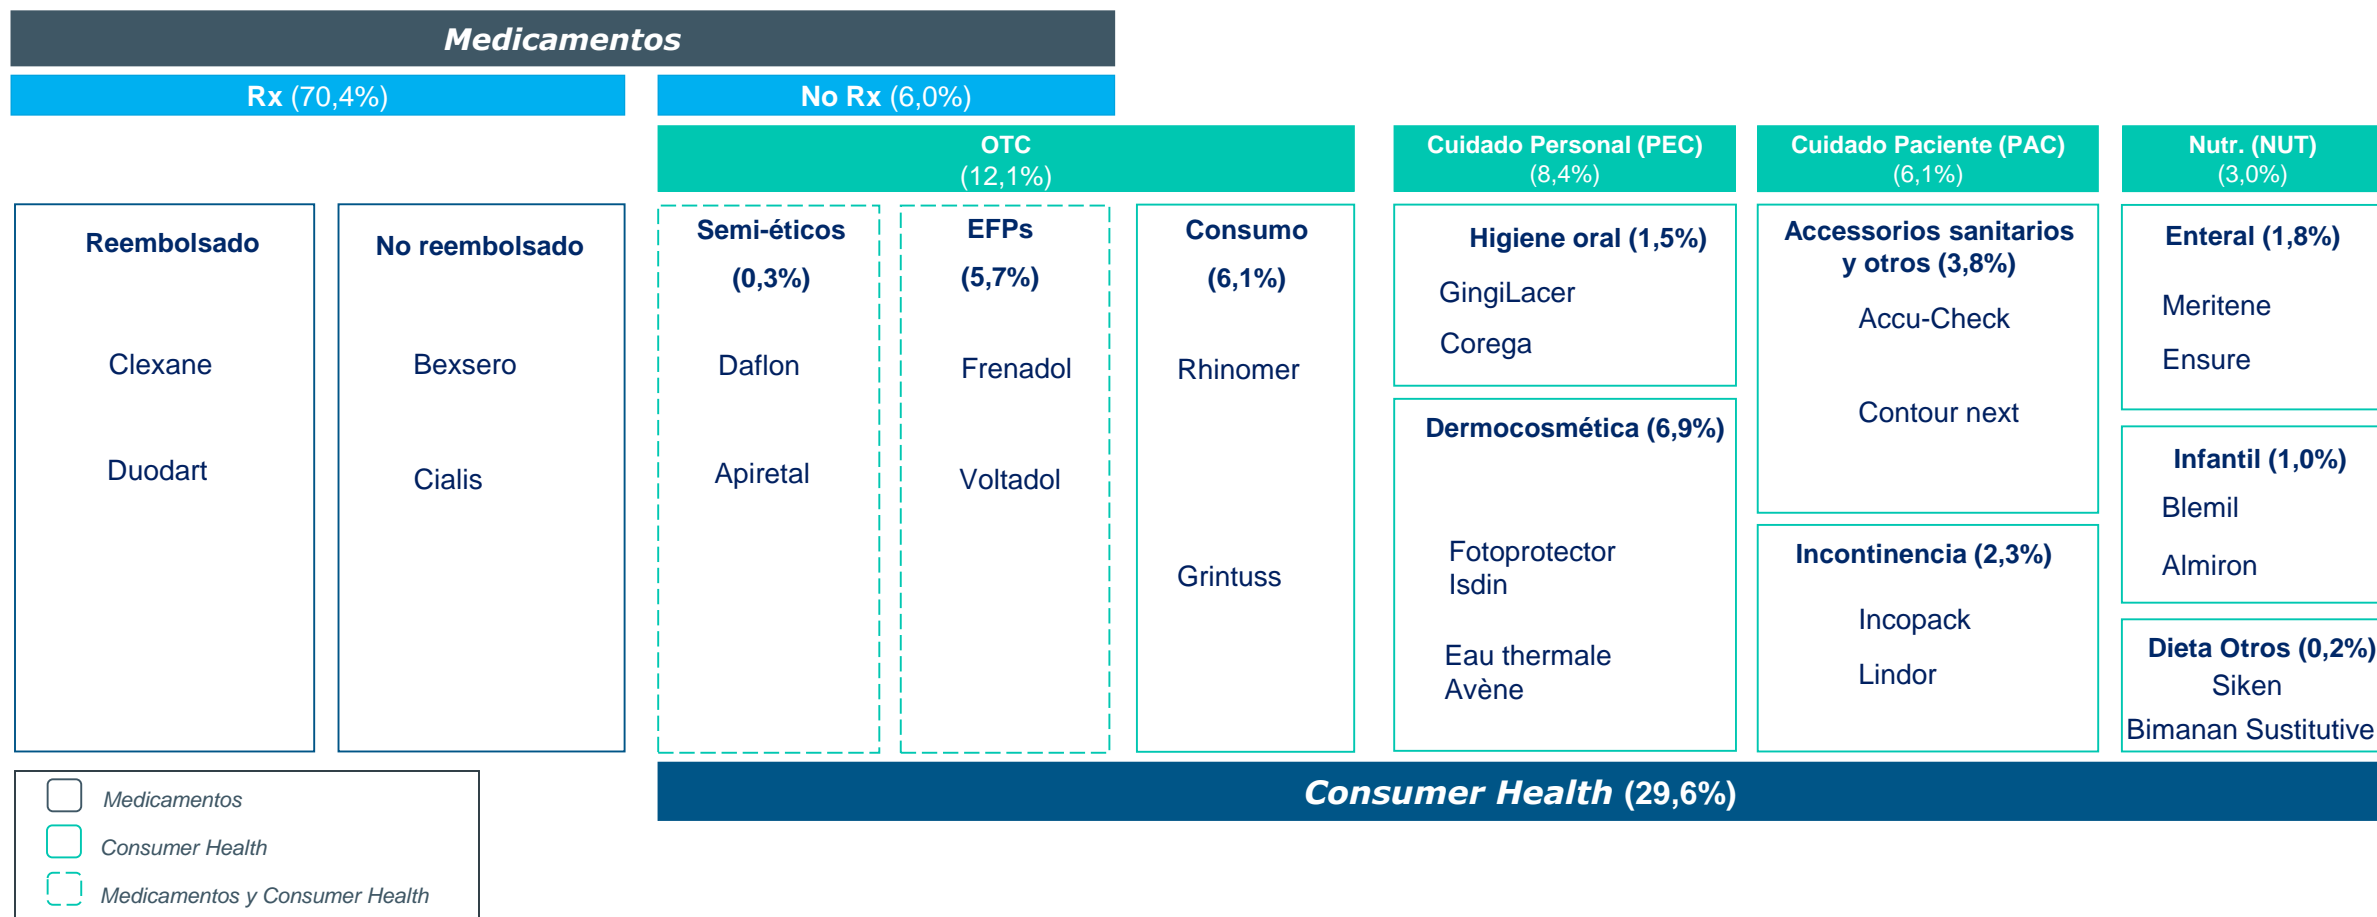 Medicamentos
Rx (70,4%)
No Rx (6,0%)
OTC
(12,1%)
Cuidado Personal (PEC)
(8,4%)
Cuidado Paciente (PAC)
(6,1%)
Nutr. (NUT)
(3,0%)
Reembolsado
Clexane
Duodart
No reembolsado
Bexsero
Cialis
Semi-éticos
(0,3%)
Daflon
Apiretal
EFPs
(5,7%)
Frenadol
Voltadol
Consumo
(6,1%)
Rhinomer
Grintuss
Higiene oral (1,5%)
GingiLacer
Corega
Dermocosmética (6,9%)
Fotoprotector
Isdin
Eau thermale
Avène
Accessorios sanitarios
y otros (3,8%)
Accu-Check
Contour next
Incontinencia (2,3%)
Incopack
Lindor
Enteral (1,8%)
Meritene
Ensure
Infantil (1,0%)
Blemil
Almiron
Dieta Otros (0,2%)
Siken
Bimanan Sustitutive
Consumer Health (29,6%)
Medicamentos
Consumer Health
Medicamentos y Consumer Health